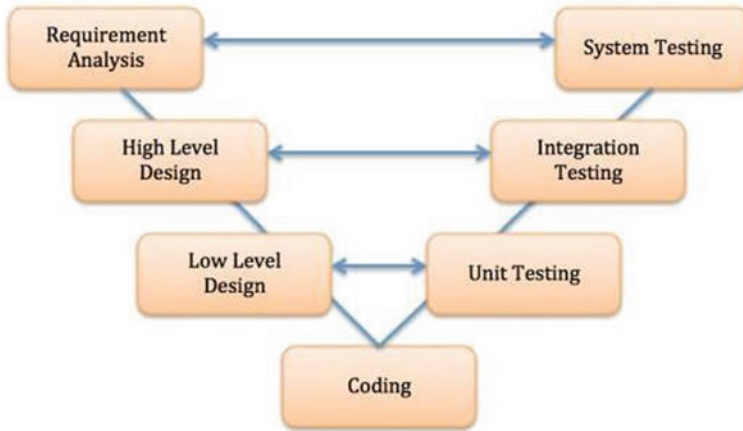 Requirement
Analysis
System Testing
High Level
Design
Integration
Testing
Low Level
Design
Unit Testing
Coding